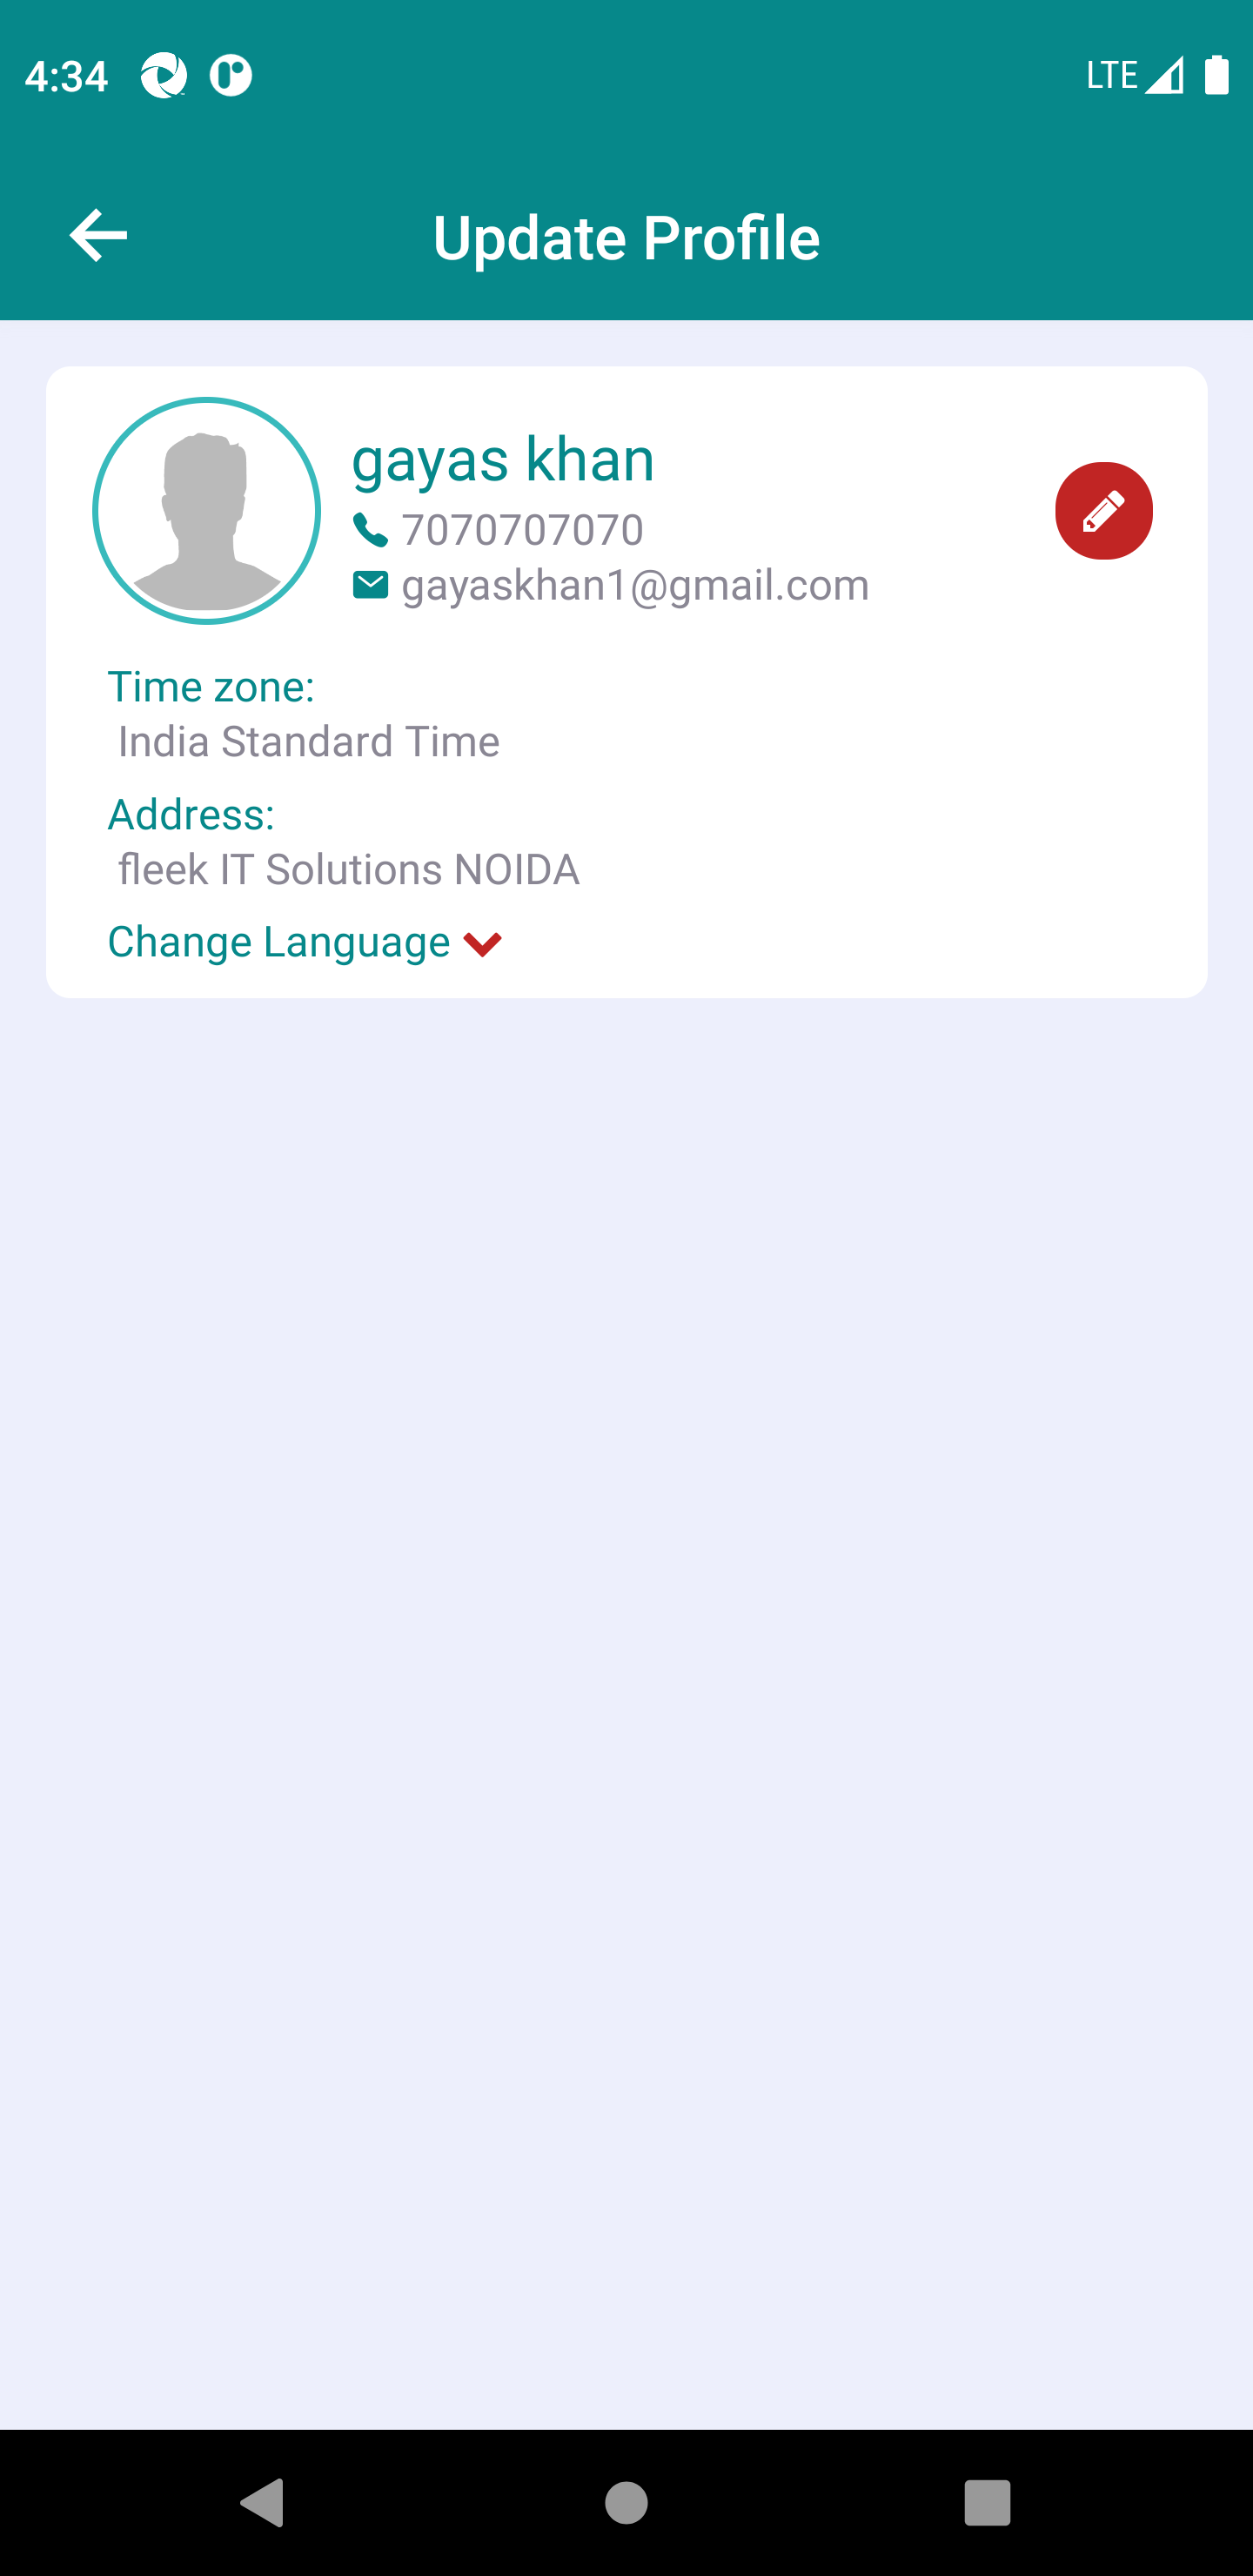 4:34
LTE
Update Profile
gayas khan
7070707070
gayaskhan1@gmail.com
Time zone:
India Standard Time
Address:
fleek IT Solutions NOIDA
Change Language